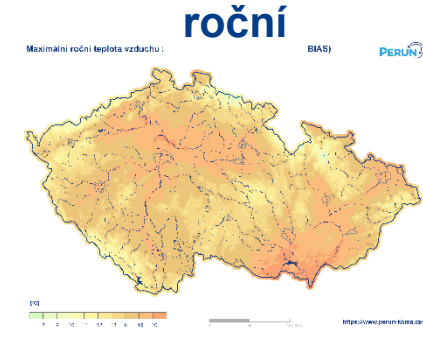 roční
Maximální roční teplota vzduchu : BIAS)
PERUN
[°C]
https://www.perun-klima.cz/